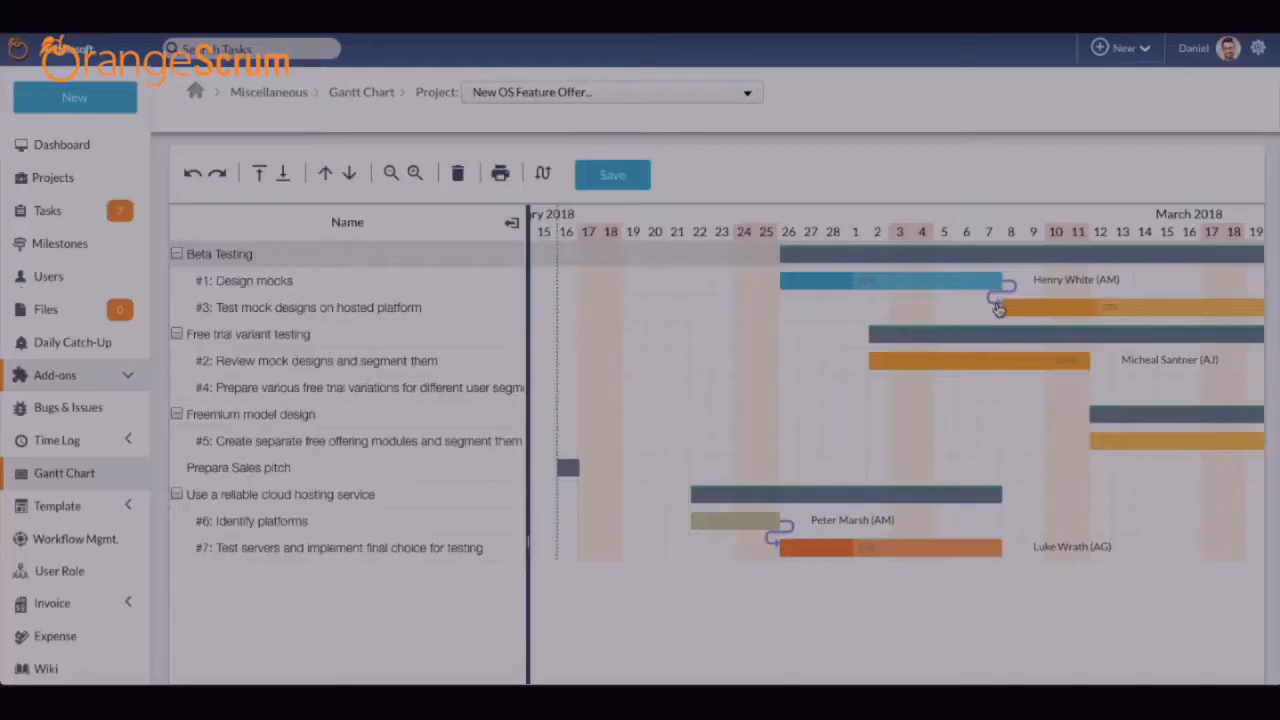 OrangeScrum
Search Tasks
New
Daniel
New
Miscellaneous
Gantt Chart
Project:
New OS Feature Offer...
Dashboard
Projects
Tasks
7
Milestones
Users
Files
0
Daily Catch-Up
Add-ons
Bugs & Issues
Time Log
Gantt Chart
Template
Workflow Mgmt.
User Role
Invoice
Expense
Wiki
Save
Name
ry 2018
March 2018
15 16 17 18 19 20 21 22 23 24 25 26 27 28 1 2 3 4 5 6 7 8 9 10 11 12 13 14 15 16 17 18 19
Beta Testing
#1: Design mocks
Henry White (AM)
#3: Test mock designs on hosted platform
Free trial variant testing
#2: Review mock designs and segment them
Micheal Santner (AJ)
#4: Prepare various free trial variations for different user segm
Freemium model design
#5: Create separate free offering modules and segment them
Prepare Sales pitch
Use a reliable cloud hosting service
#6: Identify platforms
Peter Marsh (AM)
#7: Test servers and implement final choice for testing
Luke Wrath (AG)